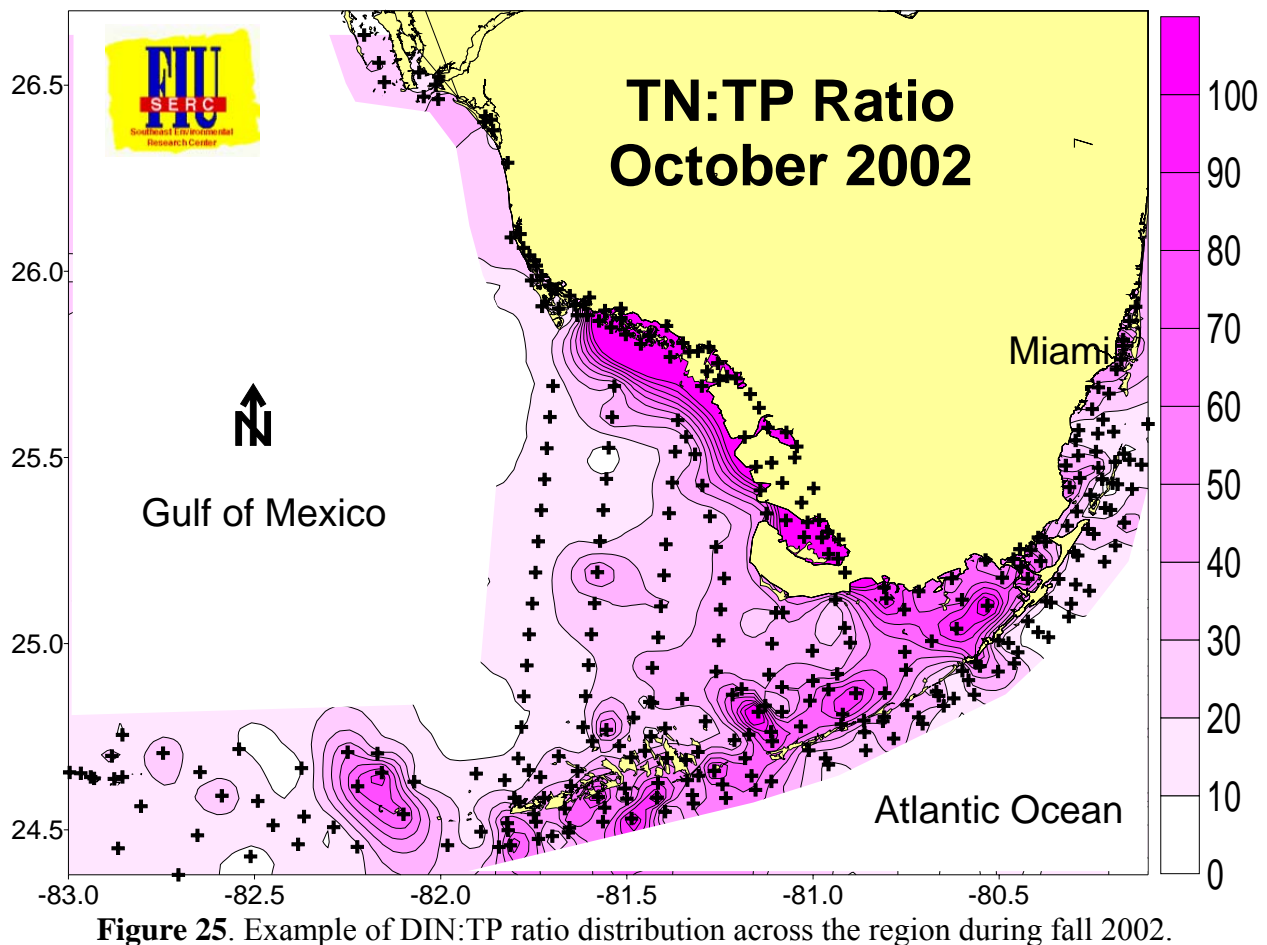 FIU
SERC
Southeast Environmental
Research Center
TN:TP Ratio
October 2002
26.5
26.0
25.5
25.0
24.5
Miami
N
Gulf of Mexico
Atlantic Ocean
100
90
80
70
60
50
40
30
20
10
0
-83.0 -82.5 -82.0 -81.5 -81.0 -80.5
Figure 25. Example of DIN:TP ratio distribution across the region during fall 2002.